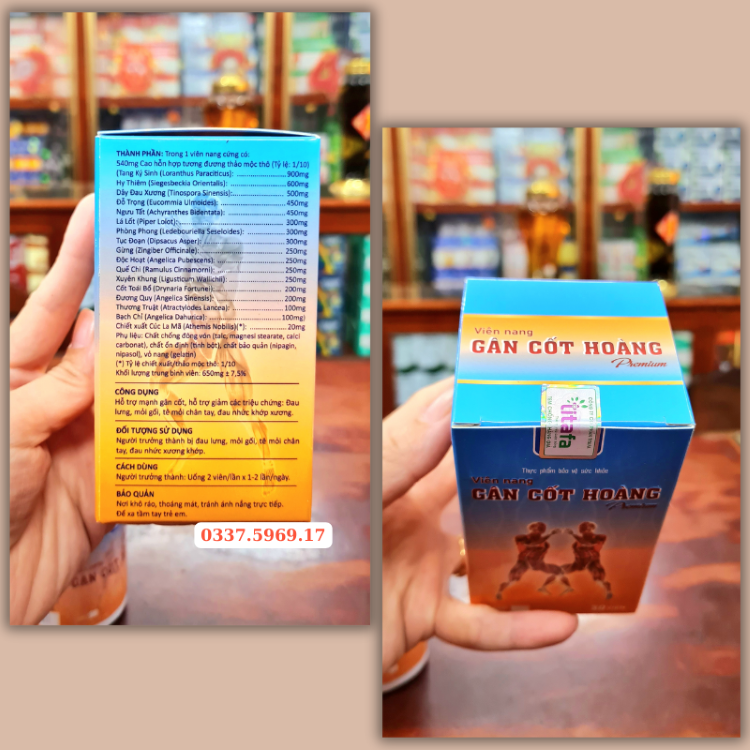 THÀNH PHẦN: Trong 1 viên nang cứng có:
540mg Cao hỗn hợp tương đương thảo mộc thô (Tỷ lệ: 1/10)
(Tang Ký Sinh (Loranthus Paraciticus): 900mg
Hy Thiêm (Siegesbeckia Orientalis): 600mg
Dây Đau Xương (Tinospora Sinensis): 500mg
Đỗ Trọng (Eucommia Ulmoides): 450mg
Ngưu Tất (Achyranthes Bidentata): 450mg
Lá Lốt (Piper Lolot): 300mg
Phòng Phong (Ledebouriella Seseloides): 300mg
Tục Đoạn (Dipsacus Asper): 300mg
Gừng (Zingiber Officinale): 250mg
Độc Hoạt (Angelica Pubescens): 250mg
Quế Chi (Ramulus Cinnamomi): 250mg
Xuyên Khung (Ligusticum Wallichii) 250mg
Cốt Toái Bổ (Drynaria Fortunei): 200mg
Đương Quy (Angelica Sinensis): 200mg
Thương Truật (Atractylodes Lancea): 100mg
Bạch Chỉ (Angelica Dahurica): 100mg)
Chiết xuất Cúc La Mã (Athemis Nobilis)(*): 20mg
Phụ liệu: Chất chống đông vón (talc, magnesi stearate, calci
carbonat), chất ổn định (tinh bột), chất bảo quản (nipagin,
nipasol), vỏ nang (gelatin)
(*) Tỷ lệ chiết xuất/thảo mộc thô: 1/10
Khối lượng trung bình viên: 650mg ± 7,5%
CÔNG DỤNG
Hỗ trợ mạnh gân cốt, hỗ trợ giảm các triệu chứng: Đau
lưng, mỏi gối, tê mỏi chân tay, đau nhức khớp xương.
ĐỐI TƯỢNG SỬ DỤNG
Người trưởng thành bị đau lưng, mỏi gối, tê mỏi chân
tay, đau nhức xương khớp.
CÁCH DÙNG
Người trưởng thành: Uống 2 viên/lần x 1-2 lần/ngày.
BẢO QUẢN
Nơi khô ráo, thoáng mát, tránh ánh nắng trực tiếp.
Để xa tầm tay trẻ em.
0337.5969.17
GÂN CỐT HOÀNG
Viên nang
GÂN CỐT HOÀNG
Premium
utafa
Thực phẩm bảo vệ sức khỏe
Viên nang
GÂN CỐT HOÀNG
Premium